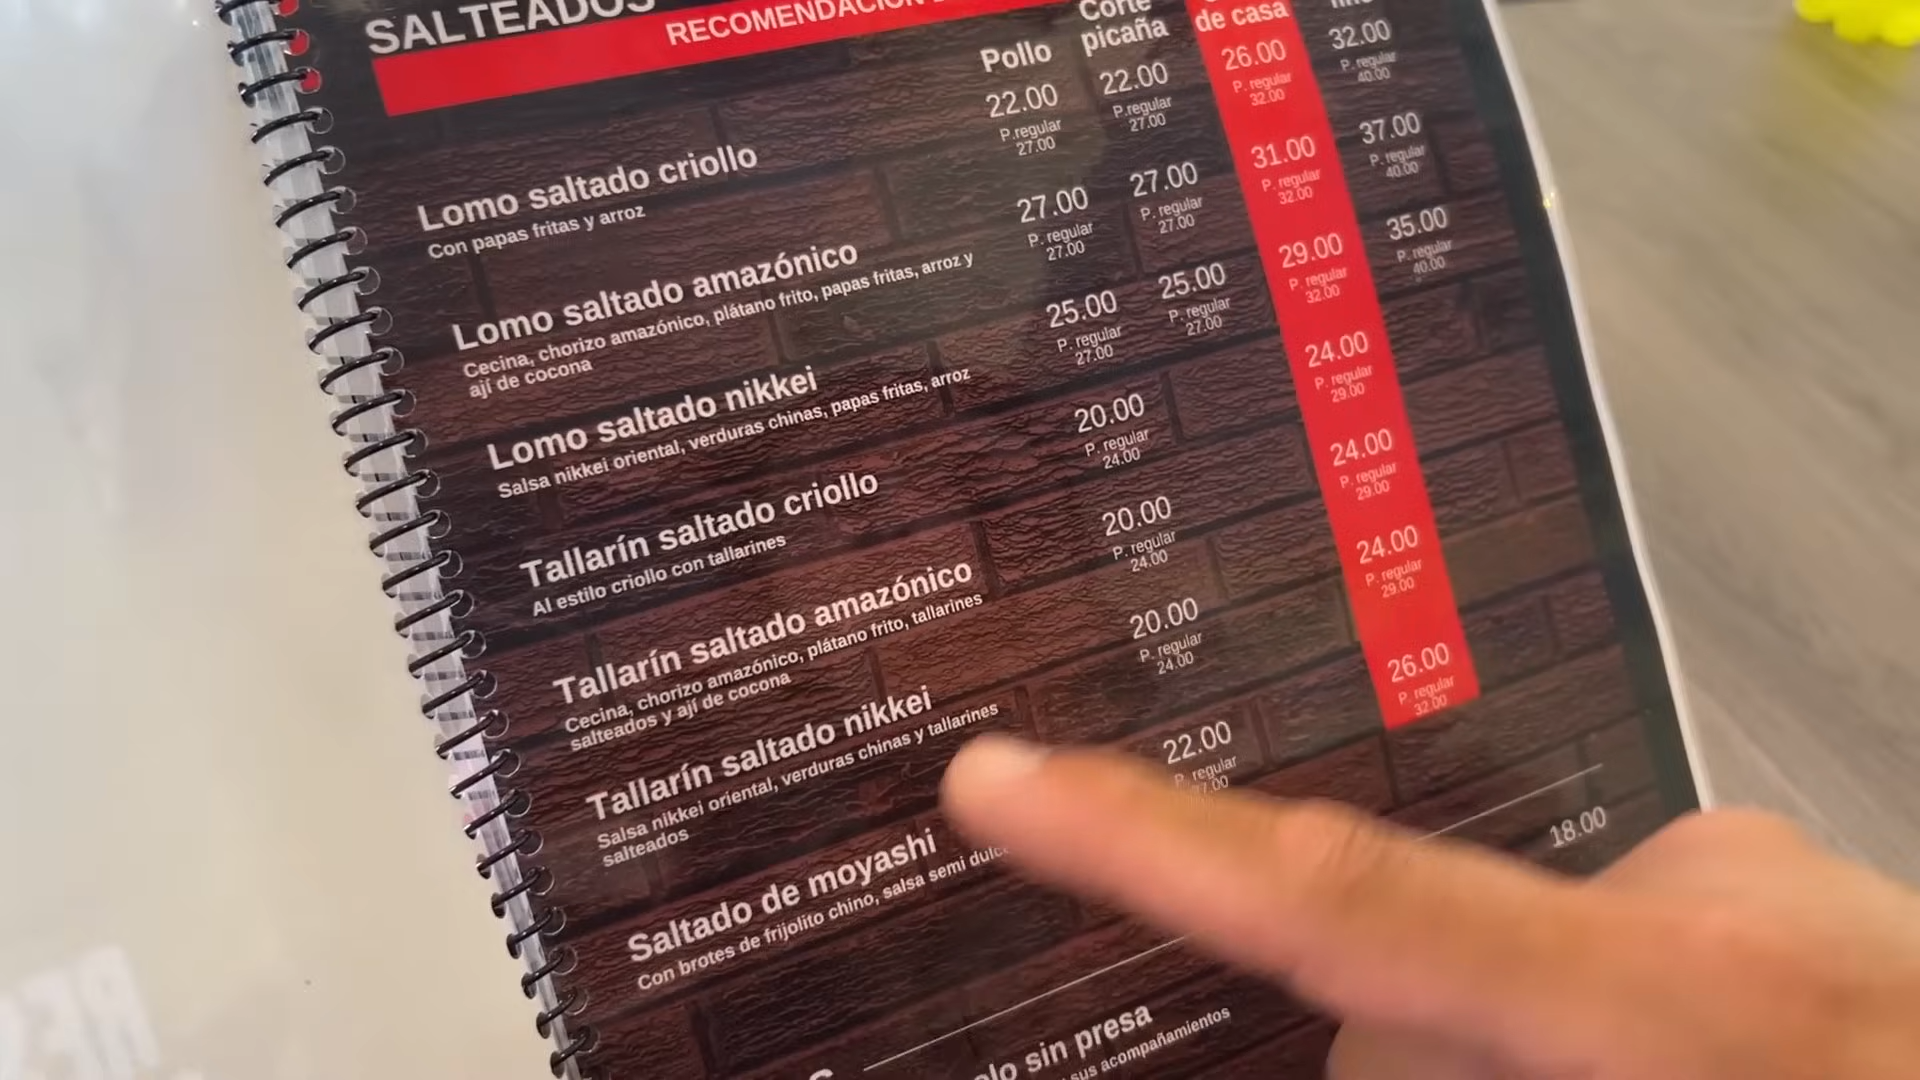 SALTEADOS
RECOMENDACIÓN
Pollo
Corte
picaña
de casa
22.00
P.regular
27.00
22.00
P.regular
27.00
26.00
P. regular
32.00
32.00
P. regular
40.00
Lomo saltado criollo
Con papas fritas y arroz
27.00
P. regular
27.00
27.00
P. regular
27.00
31.00
P. regular
32.00
37.00
P. regular
40.00
Lomo saltado amazónico
Cecina, chorizo amazónico, plátano frito, papas fritas, arroz y
ají de cocona
25.00
P. regular
27.00
25.00
P. regular
27.00
29.00
P. regular
32.00
35.00
P. regular
40.00
Lomo saltado nikkei
Salsa nikkei oriental, verduras chinas, papas fritas, arroz
20.00
P. regular
24.00
24.00
P. regular
29.00
Tallarín saltado criollo
Al estilo criollo con tallarines
20.00
P. regular
24.00
24.00
P. regular
29.00
Tallarín saltado amazónico
Cecina, chorizo amazónico, plátano frito, tallarines
salteados y ají de cocona
20.00
P. regular
24.00
24.00
P. regular
29.00
Tallarín saltado nikkei
Salsa nikkei oriental, verduras chinas y tallarines
salteados
22.00
P. regular
27.00
26.00
P. regular
32.00
Saltado de moyashi
Con brotes de frijolito chino, salsa semi
18.00
sin presa
sus acompañamientos